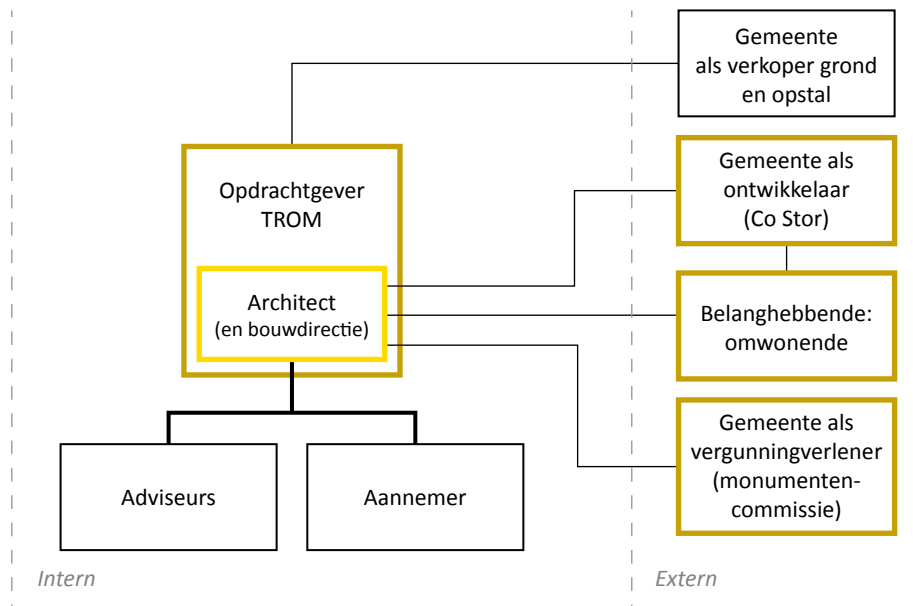 Gemeente
als verkoper grond
en opstal
Opdrachtgever
TROM
Architect
(en bouwdirectie)
Gemeente als
ontwikkelaar
(Co Stor)
Belanghebbende:
omwonende
Gemeente als
vergunningverlener
(monumenten-
commissie)
Adviseurs
Aannemer
Intern
Extern